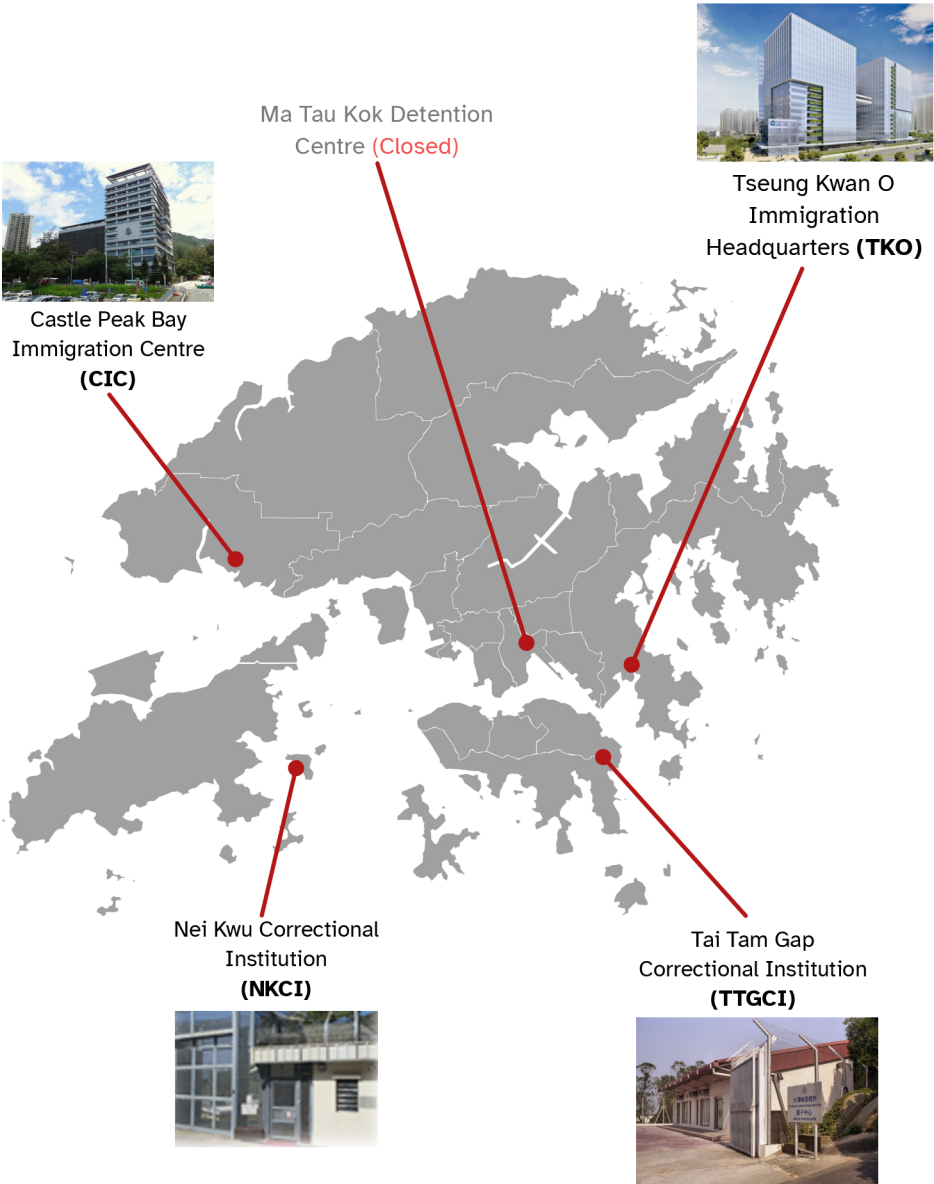 Ma Tau Kok Detention
Centre (Closed)
Tseung Kwan O
Immigration
Headquarters (TKO)
Castle Peak Bay
Immigration Centre
(CIC)
Nei Kwu Correctional
Institution
(NKCI)
Tai Tam Gap
Correctional Institution
(TTGCI)